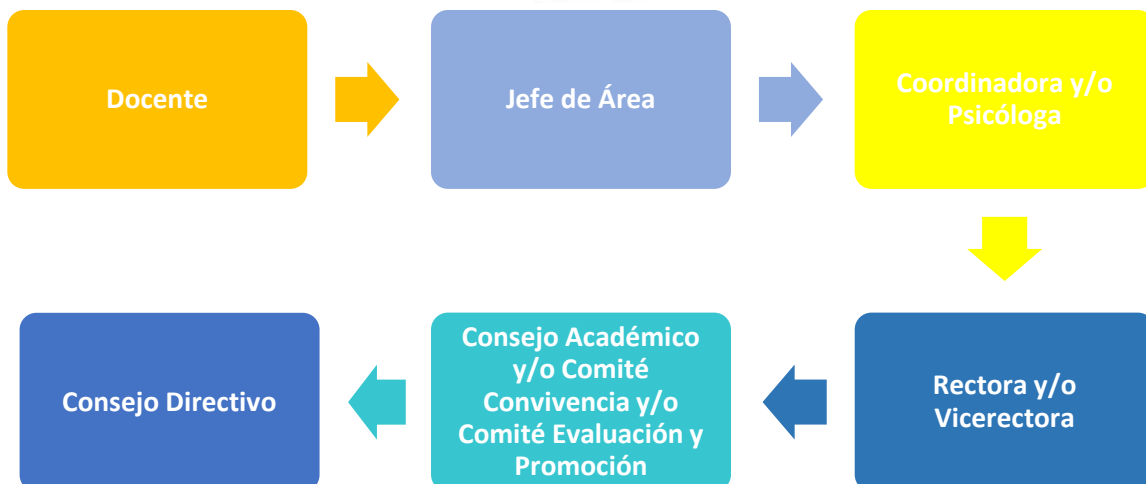 Docente
Jefe de Área
Coordinadora y/o
Psicóloga
Rectora y/o
Vicerectora
Consejo Académico
y/o Comité
Convivencia y/o
Comité Evaluación y
Promoción
Consejo Directivo